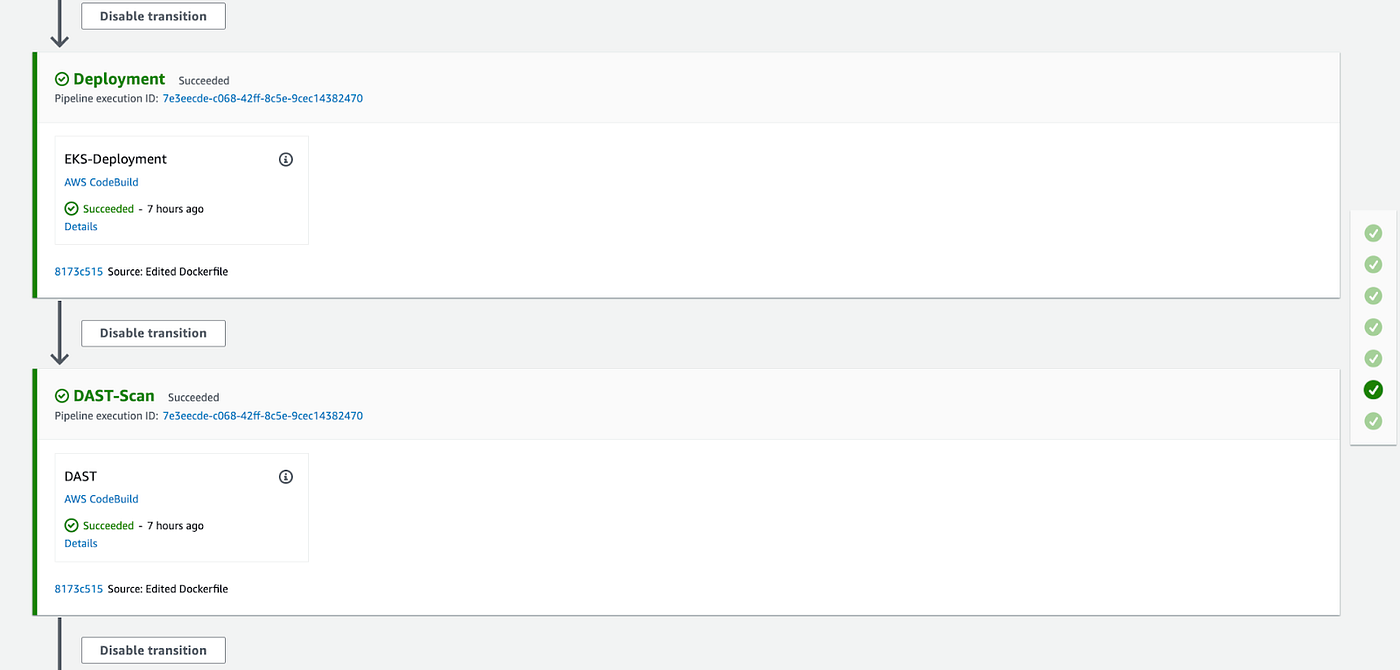 Disable transition
Deployment Succeeded
Pipeline execution ID: 7e3eecde-c068-42ff-8c5e-9cec14382470
EKS-Deployment
AWS CodeBuild
Succeeded - 7 hours ago
Details
8173c515 Source: Edited Dockerfile
Disable transition
DAST-Scan Succeeded
Pipeline execution ID: 7e3eecde-c068-42ff-8c5e-9cec14382470
DAST
AWS CodeBuild
Succeeded - 7 hours ago
Details
8173c515 Source: Edited Dockerfile
Disable transition